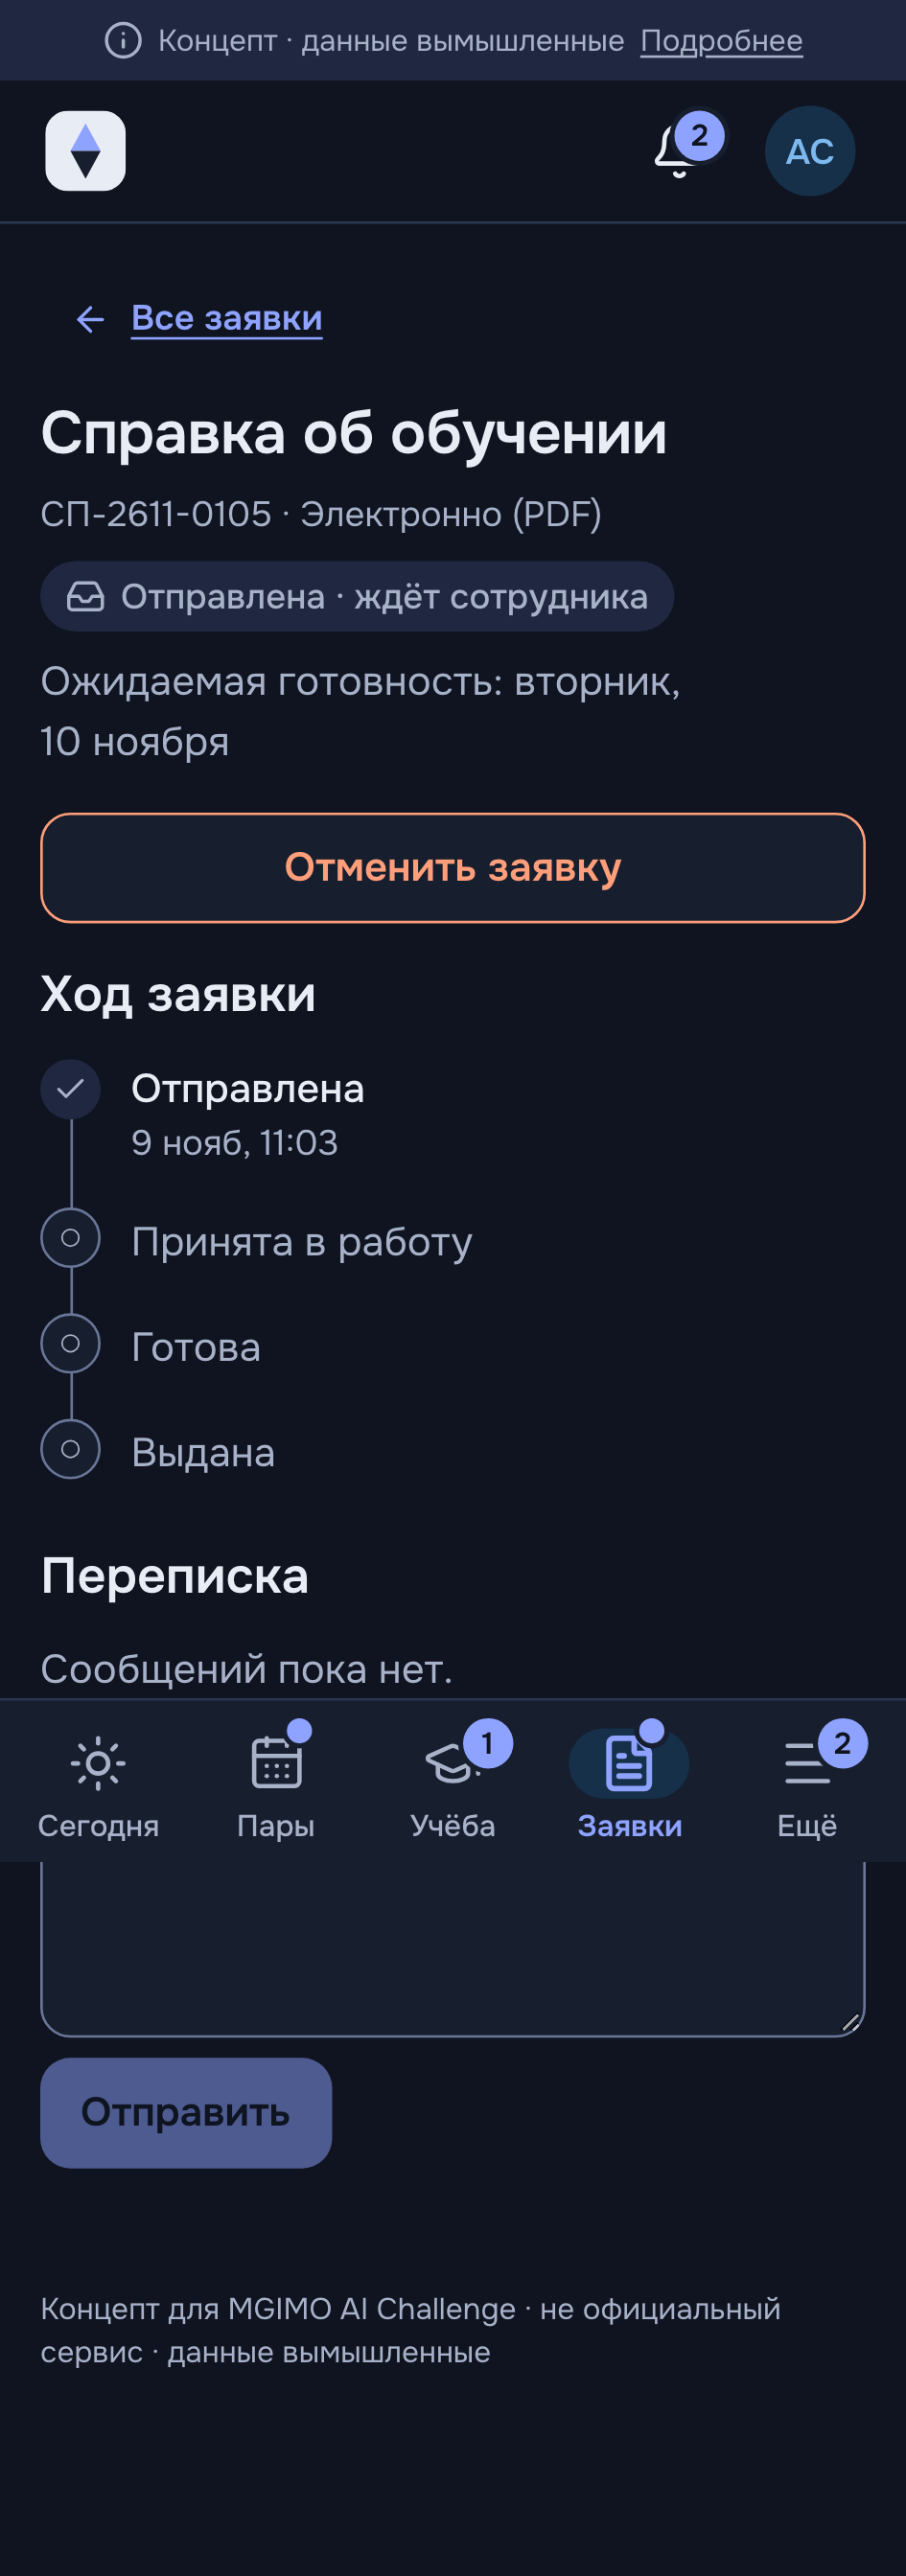 Концепт · данные вымышленные Подробнее
2
АС
Все заявки
Справка об обучении
СП-2611-0105 · Электронно (PDF)
Отправлена · ждёт сотрудника
Ожидаемая готовность: вторник,
10 ноября
Отменить заявку
Ход заявки
Отправлена
9 нояб, 11:03
Принята в работу
Готова
Выдана
Переписка
Сообщений пока нет.
1
2
Сегодня
Пары
Учёба
Заявки
Ещё
Отправить
Концепт для MGIMO AI Challenge · не официальный
сервис · данные вымышленные